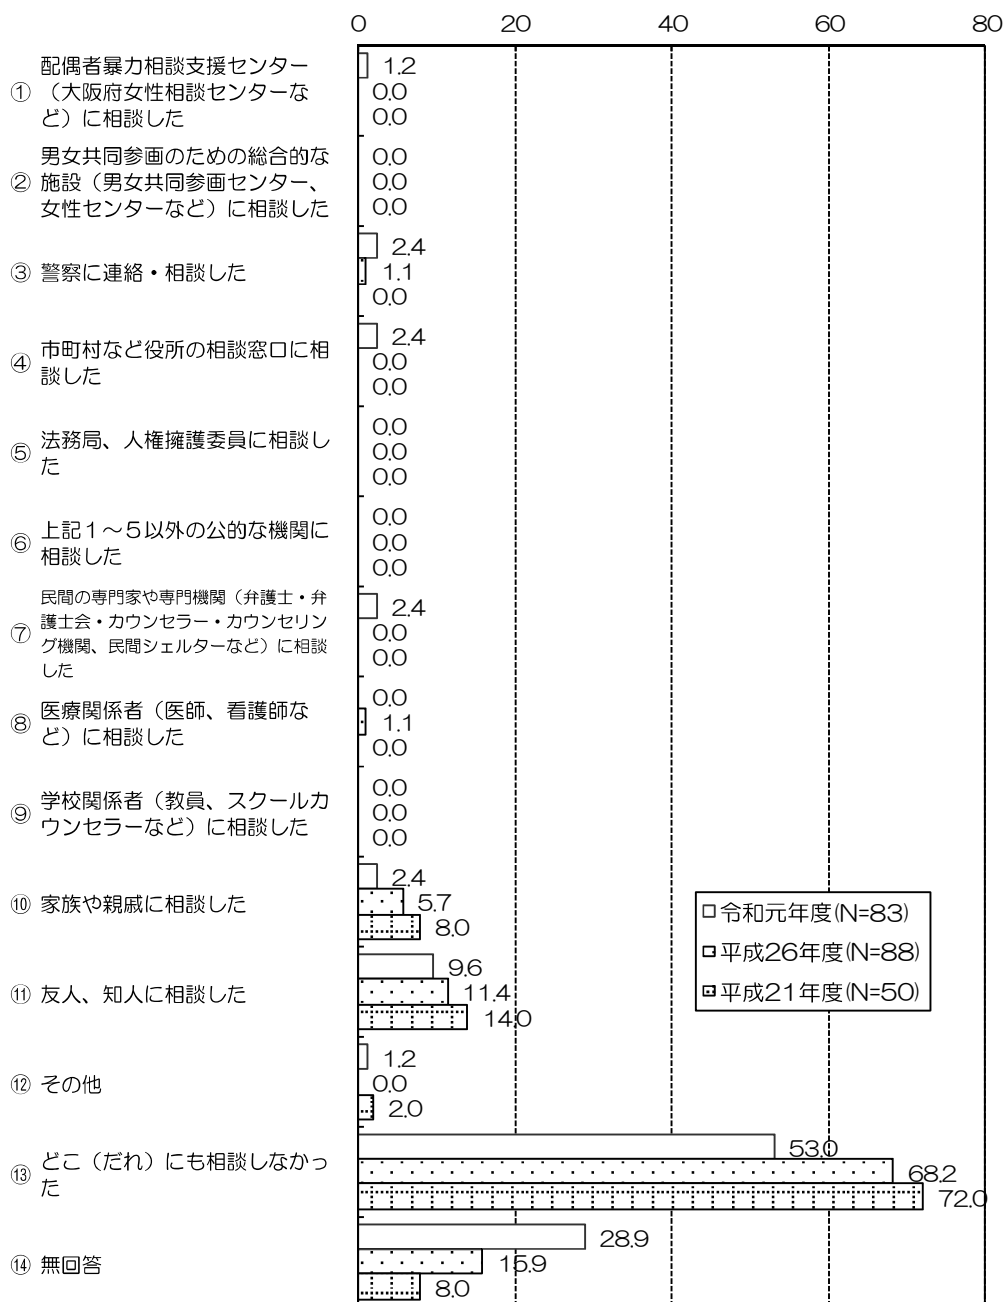 0 20 40 60 80
① 配偶者暴力相談支援センター
（大阪府女性相談センターな
ど）に相談した
1.2
0.0
0.0
② 男女共同参画のための総合的な
施設（男女共同参画センター、
女性センターなど）に相談した
0.0
0.0
0.0
③ 警察に連絡・相談した
2.4
1.1
0.0
④ 市町村など役所の相談窓口に相
談した
2.4
0.0
0.0
⑤ 法務局、人権擁護委員に相談し
た
0.0
0.0
0.0
⑥ 上記１～５以外の公的な機関に
相談した
0.0
0.0
0.0
⑦ 民間の専門家や専門機関（弁護士・弁
護士会・カウンセラー・カウンセリン
グ機関、民間シェルターなど）に相談
した
2.4
0.0
0.0
⑧ 医療関係者（医師、看護師な
ど）に相談した
0.0
1.1
0.0
⑨ 学校関係者（教員、スクールカ
ウンセラーなど）に相談した
0.0
0.0
0.0
⑩ 家族や親戚に相談した
2.4
5.7
8.0
⑪ 友人、知人に相談した
9.6
11.4
14.0
⑫ その他
1.2
0.0
2.0
⑬ どこ（だれ）にも相談しなかっ
た
53.0
68.2
72.0
⑭ 無回答
28.9
15.9
8.0
令和元年度(N=83)
平成26年度(N=88)
平成21年度(N=50)